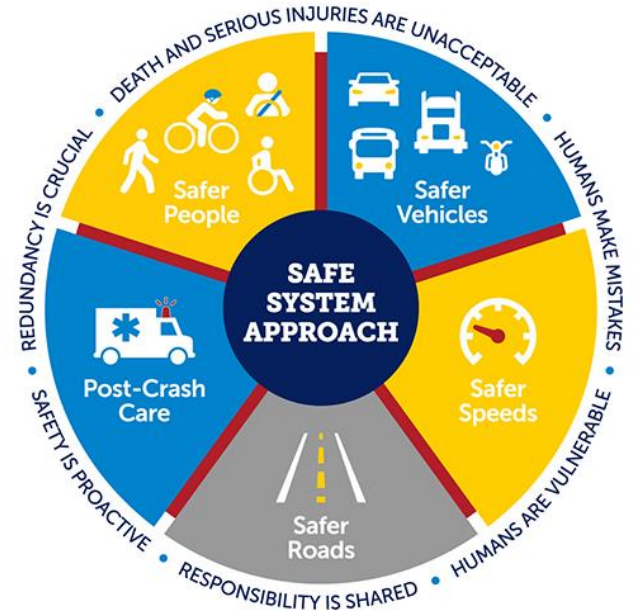 DEATH AND SERIOUS INJURIES ARE UNACCEPTABLE
HUMANS MAKE MISTAKES
HUMANS ARE VULNERABLE
RESPONSIBILITY IS SHARED
SAFETY IS PROACTIVE
REDUNDANCY IS CRUCIAL
Safer
People
Safer
Vehicles
SAFE
SYSTEM
APPROACH
Post-Crash
Care
Safer
Speeds
Safer
Roads